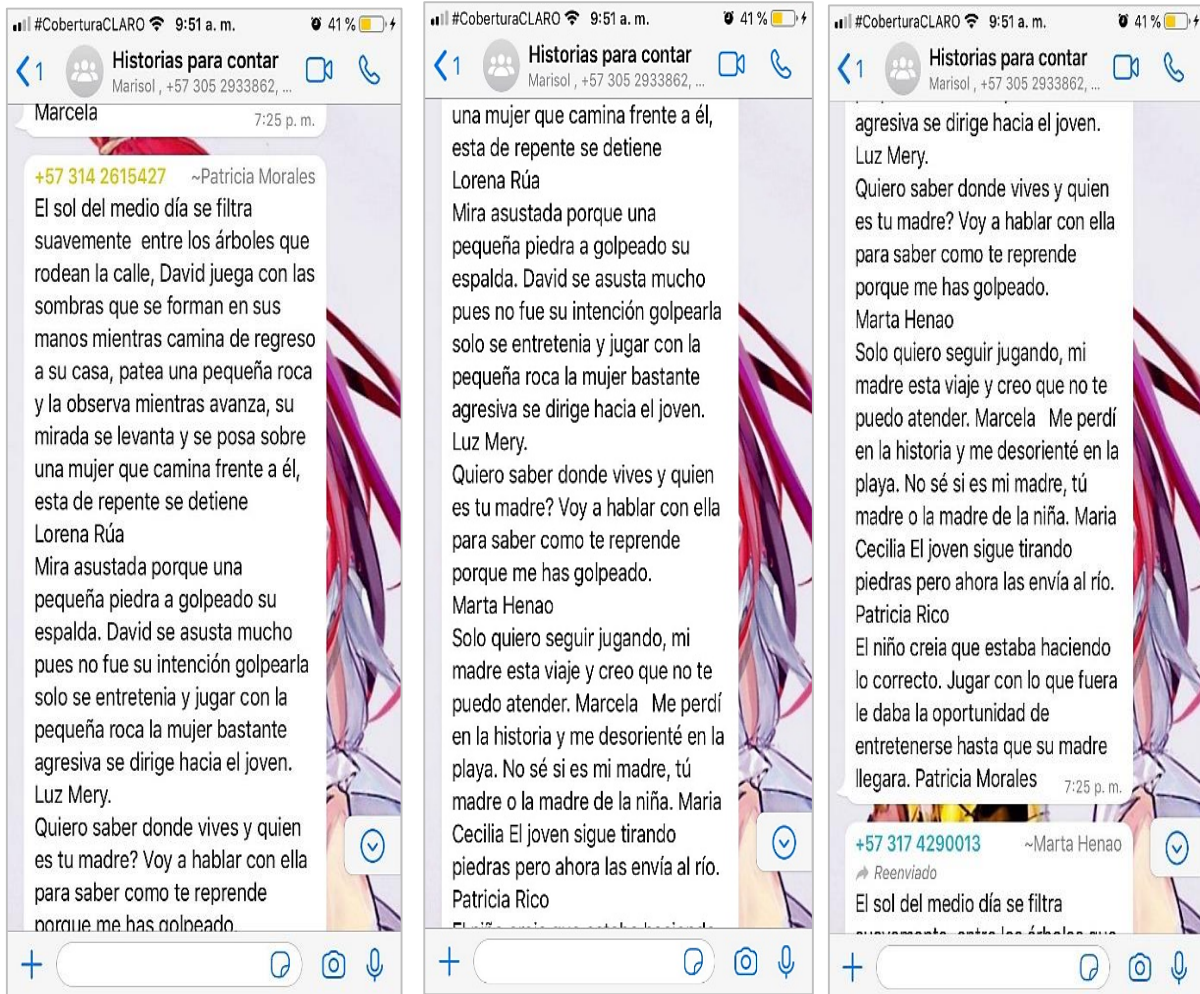 #CoberturaCLARO 9:51 a. m. 41 %
1 Historias para contar
Marisol , +57 305 2933862, ...
Marcela
7:25 p. m.
+57 314 2615427 ~Patricia Morales
El sol del medio día se filtra
suavemente entre los árboles que
rodean la calle, David juega con las
sombras que se forman en sus
manos mientras camina de regreso
a su casa, patea una pequeña roca
y la observa mientras avanza, su
mirada se levanta y se posa sobre
una mujer que camina frente a él,
esta de repente se detiene
Lorena Rúa
Mira asustada porque una
pequeña piedra a golpeado su
espalda. David se asusta mucho
pues no fue su intención golpearla
solo se entretenia y jugar con la
pequeña roca la mujer bastante
agresiva se dirige hacia el joven.
Luz Mery.
Quiero saber donde vives y quien
es tu madre? Voy a hablar con ella
para saber como te reprende
porque me has golpeado.
#CoberturaCLARO 9:51 a. m. 41 %
1 Historias para contar
Marisol , +57 305 2933862, ...
una mujer que camina frente a él,
esta de repente se detiene
Lorena Rúa
Mira asustada porque una
pequeña piedra a golpeado su
espalda. David se asusta mucho
pues no fue su intención golpearla
solo se entretenia y jugar con la
pequeña roca la mujer bastante
agresiva se dirige hacia el joven.
Luz Mery.
Quiero saber donde vives y quien
es tu madre? Voy a hablar con ella
para saber como te reprende
porque me has golpeado.
Marta Henao
Solo quiero seguir jugando, mi
madre esta viaje y creo que no te
puedo atender. Marcela Me perdí
en la historia y me desorienté en la
playa. No sé si es mi madre, tú
madre o la madre de la niña. Maria
Cecilia El joven sigue tirando
piedras pero ahora las envía al río.
Patricia Rico
El niño creia que estaba haciendo
#CoberturaCLARO 9:51 a. m. 41 %
1 Historias para contar
Marisol , +57 305 2933862, ...
agresiva se dirige hacia el joven.
Luz Mery.
Quiero saber donde vives y quien
es tu madre? Voy a hablar con ella
para saber como te reprende
porque me has golpeado.
Marta Henao
Solo quiero seguir jugando, mi
madre esta viaje y creo que no te
puedo atender. Marcela Me perdí
en la historia y me desorienté en la
playa. No sé si es mi madre, tú
madre o la madre de la niña. Maria
Cecilia El joven sigue tirando
piedras pero ahora las envía al río.
Patricia Rico
El niño creia que estaba haciendo
lo correcto. Jugar con lo que fuera
le daba la oportunidad de
entretenerse hasta que su madre
llegara. Patricia Morales 7:25 p. m.
+57 317 4290013 ~Marta Henao
Reenviado
El sol del medio día se filtra
suavemente entre los árboles que